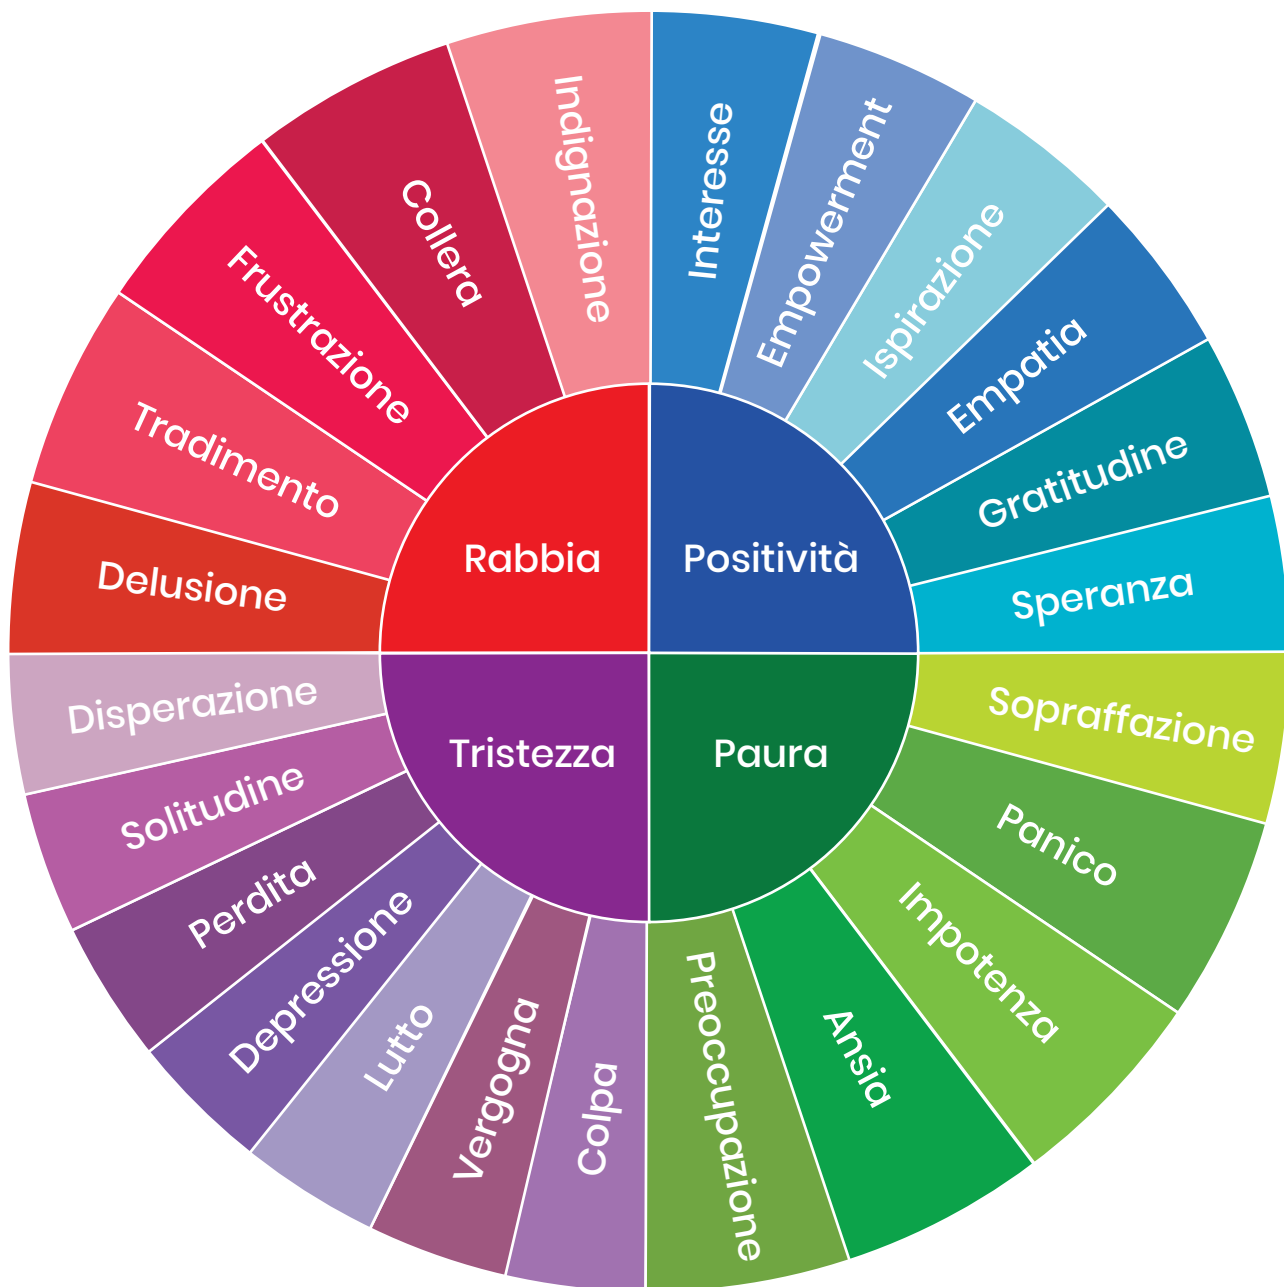 Indignazione
Interesse
Empowerment
Ispirazione
Empatia
Gratitudine
Speranza
Sopraffazione
Panico
Impotenza
Ansia
Preoccupazione
Colpa
Vergogna
Lutto
Depressione
Perdita
Solitudine
Disperazione
Delusione
Tradimento
Frustrazione
Collera
Rabbia
Positività
Tristezza
Paura